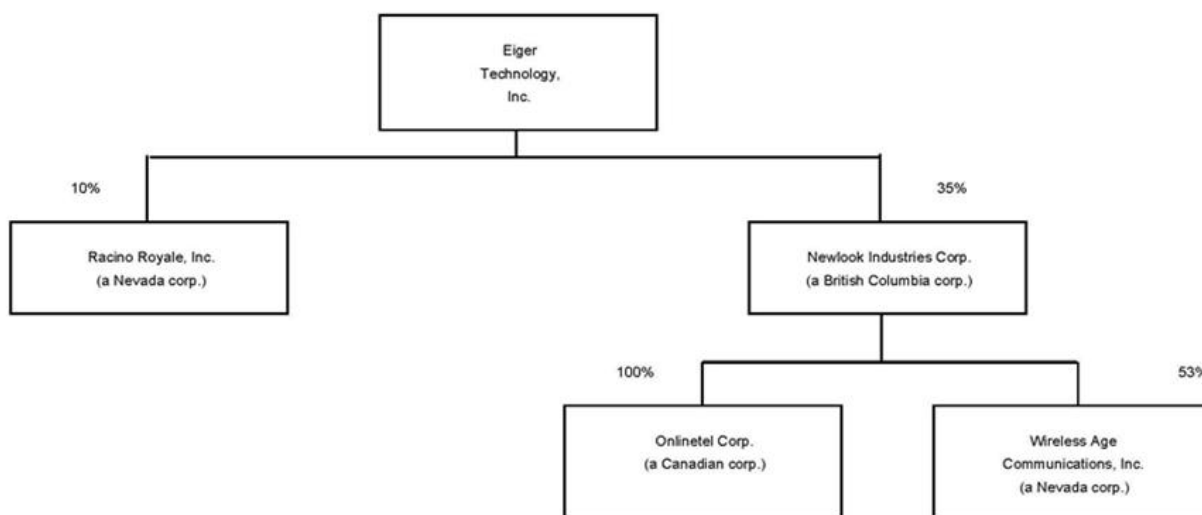 Eiger
Technology,
Inc.
10%
35%
Racino Royale, Inc.
(a Nevada corp.)
Newlook Industries Corp.
(a British Columbia corp.)
100%
53%
Onlinetel Corp.
(a Canadian corp.)
Wireless Age
Communications, Inc.
(a Nevada corp.)